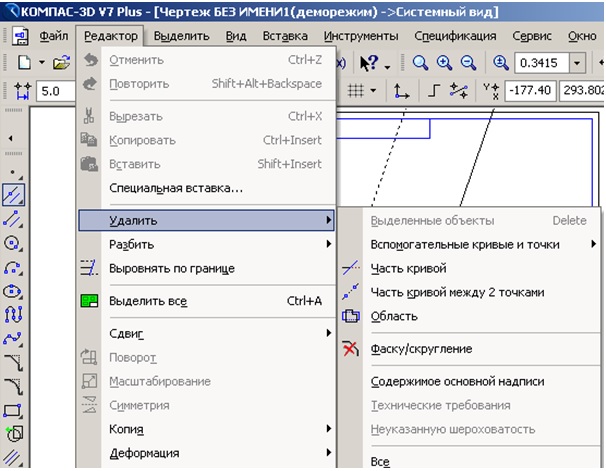 КОМПАС-3D V7 Plus - [Чертеж БЕЗ ИМЕНИ1(деморежим) ->Системный вид]
Файл Редактор Выделить Вид Вставка Инструменты Спецификация Сервис Окно
0.3415
5.0 -177.40 293.802
Отменить Ctrl+Z
Повторить Shift+Alt+Backspace
Вырезать Ctrl+X
Копировать Ctrl+Insert
Вставить Shift+Insert
Специальная вставка...
Удалить
Разбить
Выровнять по границе
Выделить все Ctrl+A
Сдвиг
Поворот
Масштабирование
Симметрия
Копия
Деформация
Выделенные объекты Delete
Вспомогательные кривые и точки
Часть кривой
Часть кривой между 2 точками
Область
Фаску/скругление
Содержимое основной надписи
Технические требования
Неуказанную шероховатость
Все